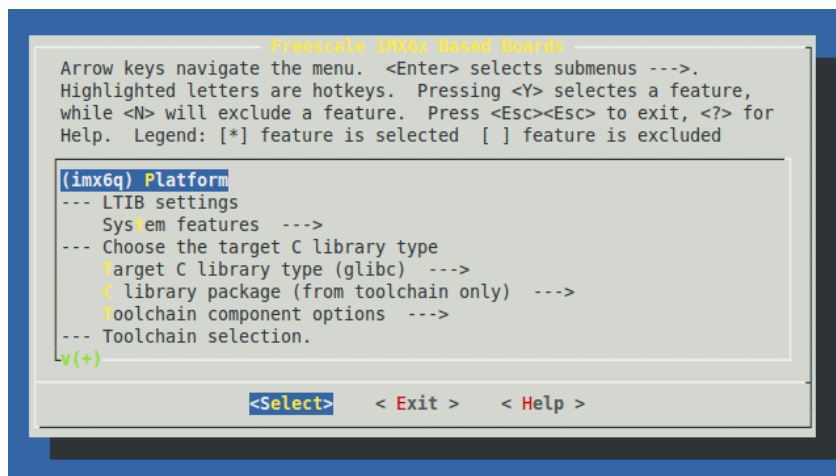 Freescale iMX6x Based Boards
Arrow keys navigate the menu.  <Enter> selects submenus --->.
Highlighted letters are hotkeys.  Pressing <Y> selectes a feature,
while <N> will exclude a feature.  Press <Esc><Esc> to exit, <?> for
Help.  Legend: [*] feature is selected  [ ] feature is excluded
(imx6q) Platform
--- LTIB settings
System features  --->
--- Choose the target C library type
Target C library type (glibc)  --->
C library package (from toolchain only)  --->
Toolchain component options  --->
--- Toolchain selection.
v(+)
<Select>    < Exit >    < Help >